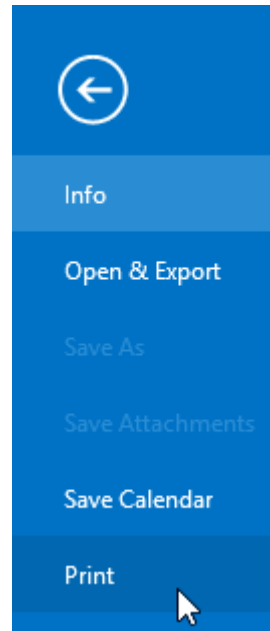 Info
Open & Export
Save As
Save Attachments
Save Calendar
Print